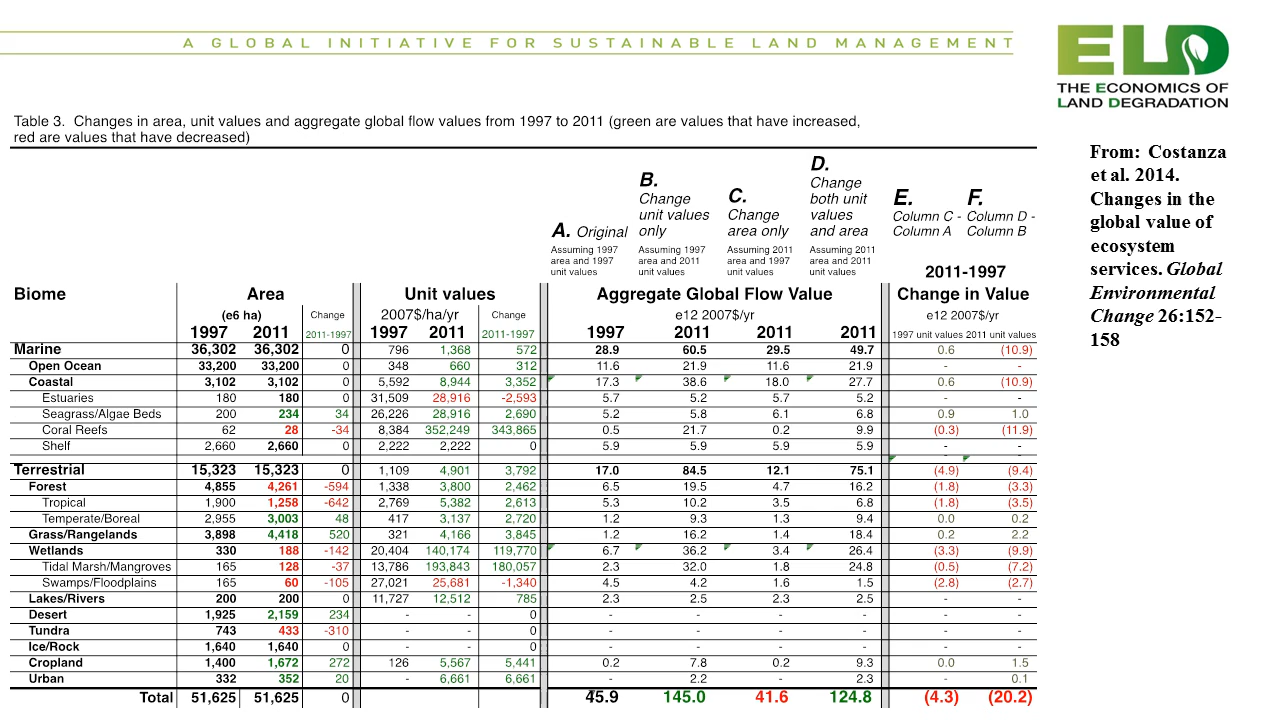 A GLOBAL INITIATIVE FOR SUSTAINABLE LAND MANAGEMENT
ELD
THE ECONOMICS OF
LAND DEGRADATION
Table 3. Changes in area, unit values and aggregate global flow values from 1997 to 2011 (green are values that have increased,
red are values that have decreased)
From: Costanza
et al. 2014.
Changes in the
global value of
ecosystem
services. Global
Environmental
Change 26:152-
158
A. Original
Assuming 1997
area and 1997
unit values
B.
Change
unit values
only
Assuming 1997
area and 2011
unit values
C.
Change
area only
Assuming 2011
area and 1997
unit values
D.
Change
both unit
values
and area
Assuming 2011
area and 2011
unit values
E.
Column C -
Column A
F.
Column D -
Column B
2011-1997
Biome Area Unit values Aggregate Global Flow Value Change in Value
(e6 ha) Change 2007$/ha/yr Change e12 2007$/yr e12 2007$/yr
1997 2011 2011-1997 1997 2011 2011-1997 1997 2011 2011 2011 1997 unit values 2011 unit values
Marine 36,302 36,302 0 796 1,368 572 28.9 60.5 29.5 49.7 0.6 (10.9)
Open Ocean 33,200 33,200 0 348 660 312 11.6 21.9 11.6 21.9 - -
Coastal 3,102 3,102 0 5,592 8,944 3,352 17.3 38.6 18.0 27.7 0.6 (10.9)
Estuaries 180 180 0 31,509 28,916 -2,593 5.7 5.2 5.7 5.2 - -
Seagrass/Algae Beds 200 234 34 26,226 28,916 2,690 5.2 5.8 6.1 6.8 0.9 1.0
Coral Reefs 62 28 -34 8,384 352,249 343,865 0.5 21.7 0.2 9.9 (0.3) (11.9)
Shelf 2,660 2,660 0 2,222 2,222 0 5.9 5.9 5.9 5.9 - -
Terrestrial 15,323 15,323 0 1,109 4,901 3,792 17.0 84.5 12.1 75.1 (4.9) (9.4)
Forest 4,855 4,261 -594 1,338 3,800 2,462 6.5 19.5 4.7 16.2 (1.8) (3.3)
Tropical 1,900 1,258 -642 2,769 5,382 2,613 5.3 10.2 3.5 6.8 (1.8) (3.5)
Temperate/Boreal 2,955 3,003 48 417 3,137 2,720 1.2 9.3 1.3 9.4 0.0 0.2
Grass/Rangelands 3,898 4,418 520 321 4,166 3,845 1.2 16.2 1.4 18.4 0.2 2.2
Wetlands 330 188 -142 20,404 140,174 119,770 6.7 36.2 3.4 26.4 (3.3) (9.9)
Tidal Marsh/Mangroves 165 128 -37 13,786 193,843 180,057 2.3 32.0 1.8 24.8 (0.5) (7.2)
Swamps/Floodplains 165 60 -105 27,021 25,681 -1,340 4.5 4.2 1.6 1.5 (2.8) (2.7)
Lakes/Rivers 200 200 0 11,727 12,512 785 2.3 2.5 2.3 2.5 - -
Desert 1,925 2,159 234 - - 0 - - - - - -
Tundra 743 433 -310 - - 0 - - - - - -
Ice/Rock 1,640 1,640 0 - - 0 - - - - - -
Cropland 1,400 1,672 272 126 5,567 5,441 0.2 7.8 0.2 9.3 0.0 1.5
Urban 332 352 20 - 6,661 6,661 - 2.2 - 2.3 - 0.1
Total 51,625 51,625 0 45.9 145.0 41.6 124.8 (4.3) (20.2)